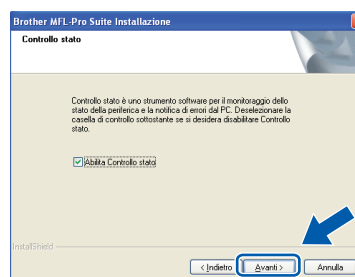 Brother MFL-Pro Suite Installazione
Controllo stato
Controllo stato è uno strumento software per il monitoraggio dello
stato della periferica e la notifica di errori dal PC. Deselezionare la
casella di controllo sottostante se si desidera disabilitare Controllo
stato.
Abilita Controllo stato
InstallShield
< Indietro
Avanti >
Annulla